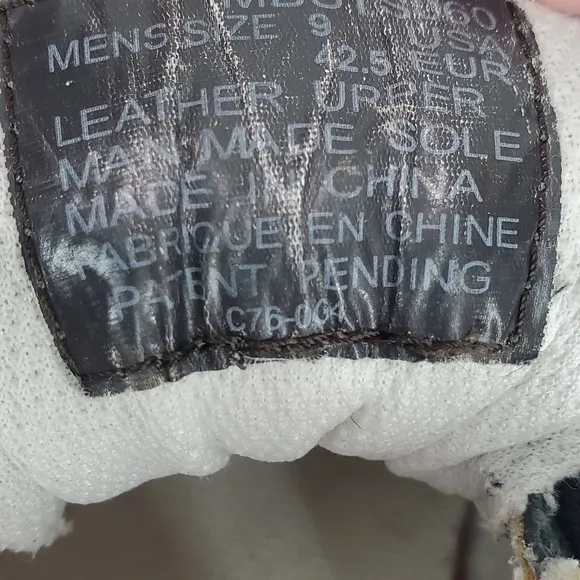 MENS SIZE 9 USA
42.5 EUR
LEATHER UPPER
MAN-MADE SOLE
MADE IN CHINA
FABRIQUE EN CHINE
PATENT PENDING